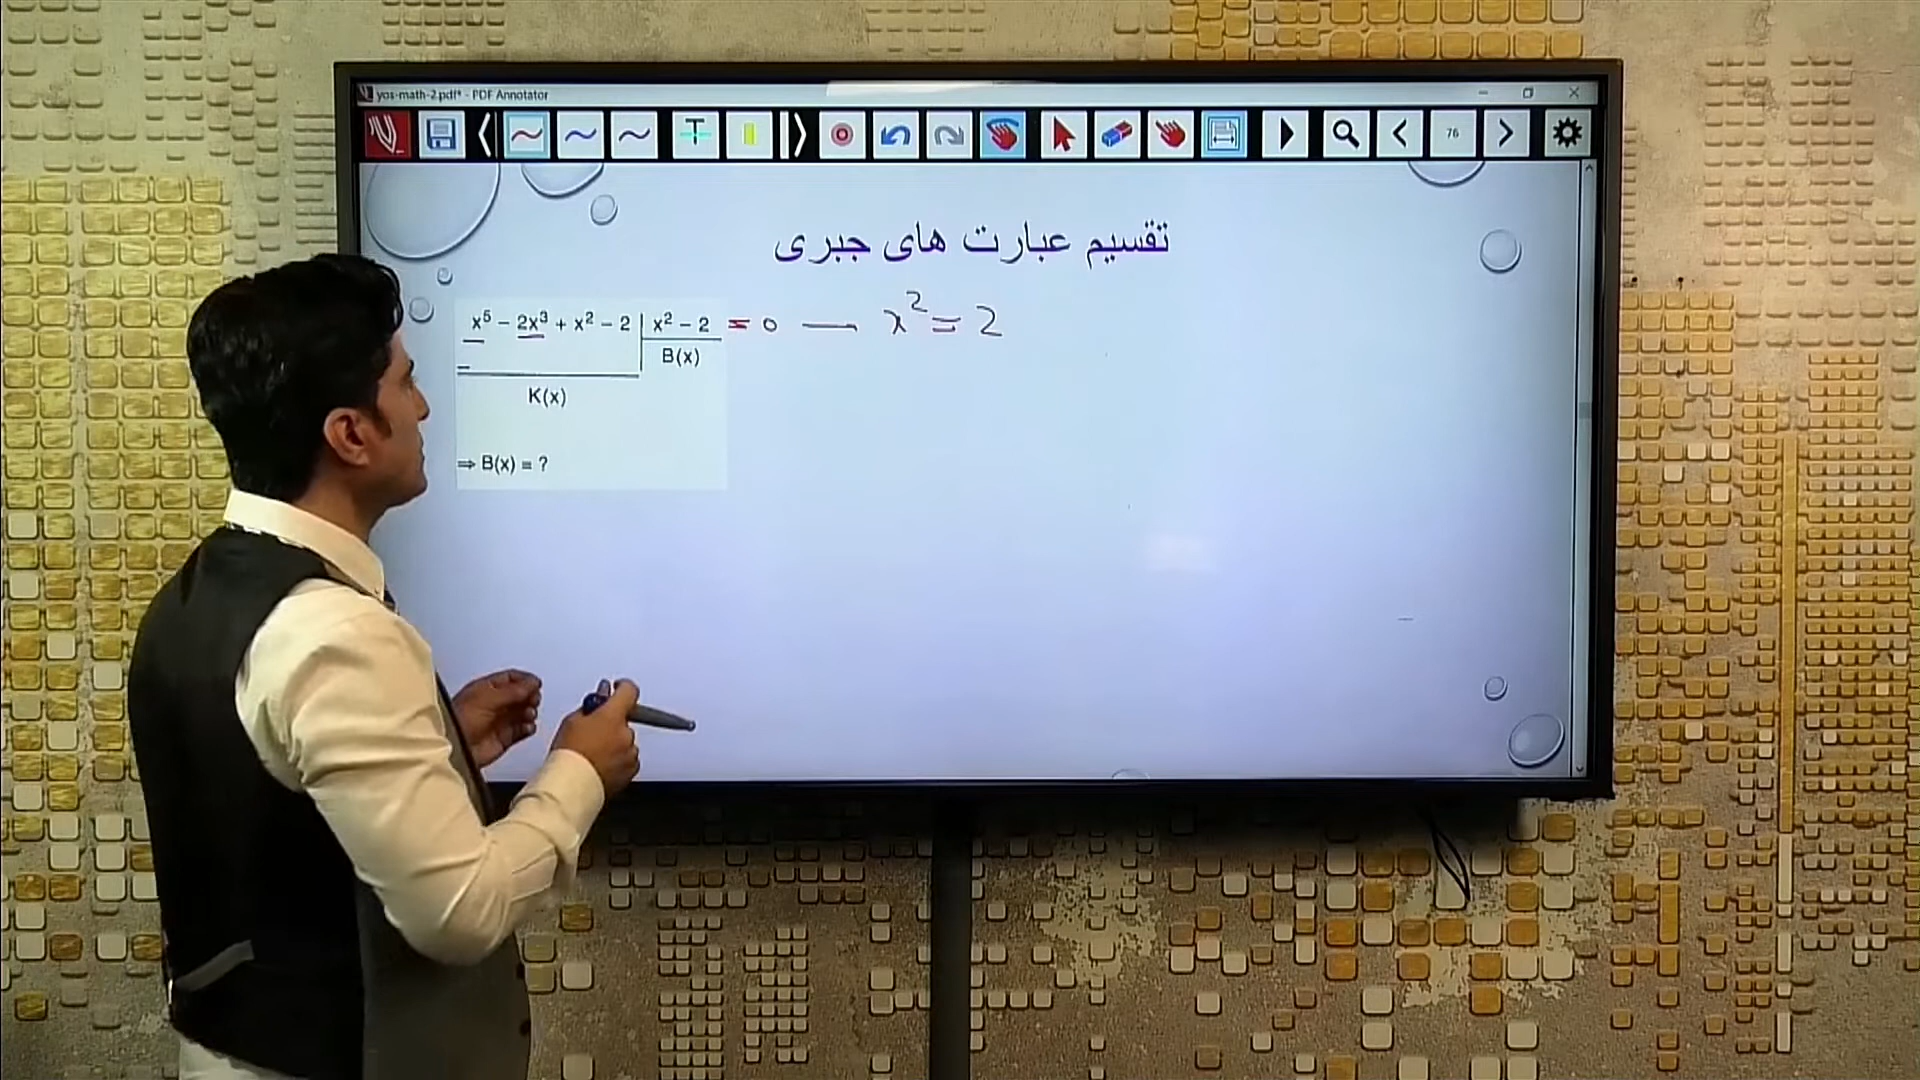 yos-math-2.pdf* - PDF Annotator
76
تقسیم عبارت های جبری
x⁵ − 2x³ + x² − 2 | x² − 2 = 0 — x² = 2
B(x)
K(x)
⇒ B(x) = ?